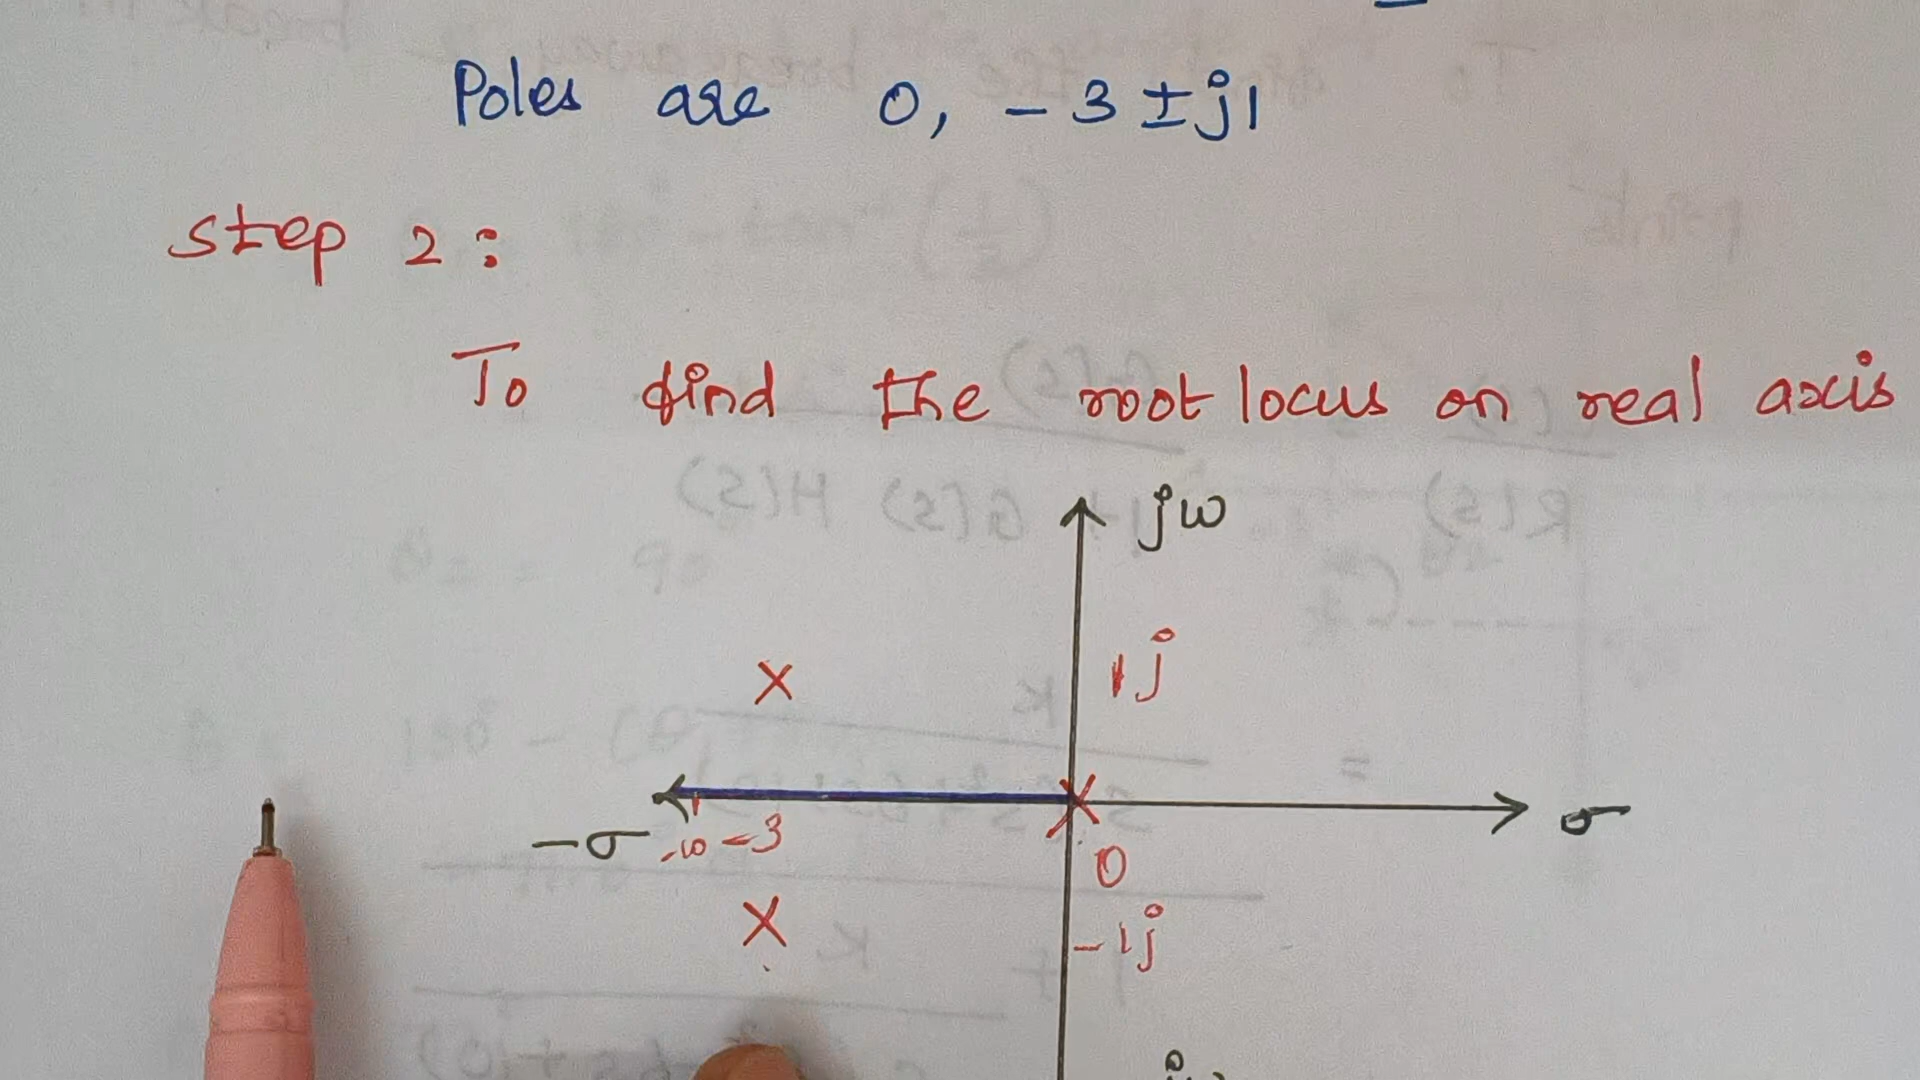 Poles are 0, -3 ± j1
Step 2:
To find the root locus on real axis
jω
1j
-σ -10 -3 0 σ
-1j